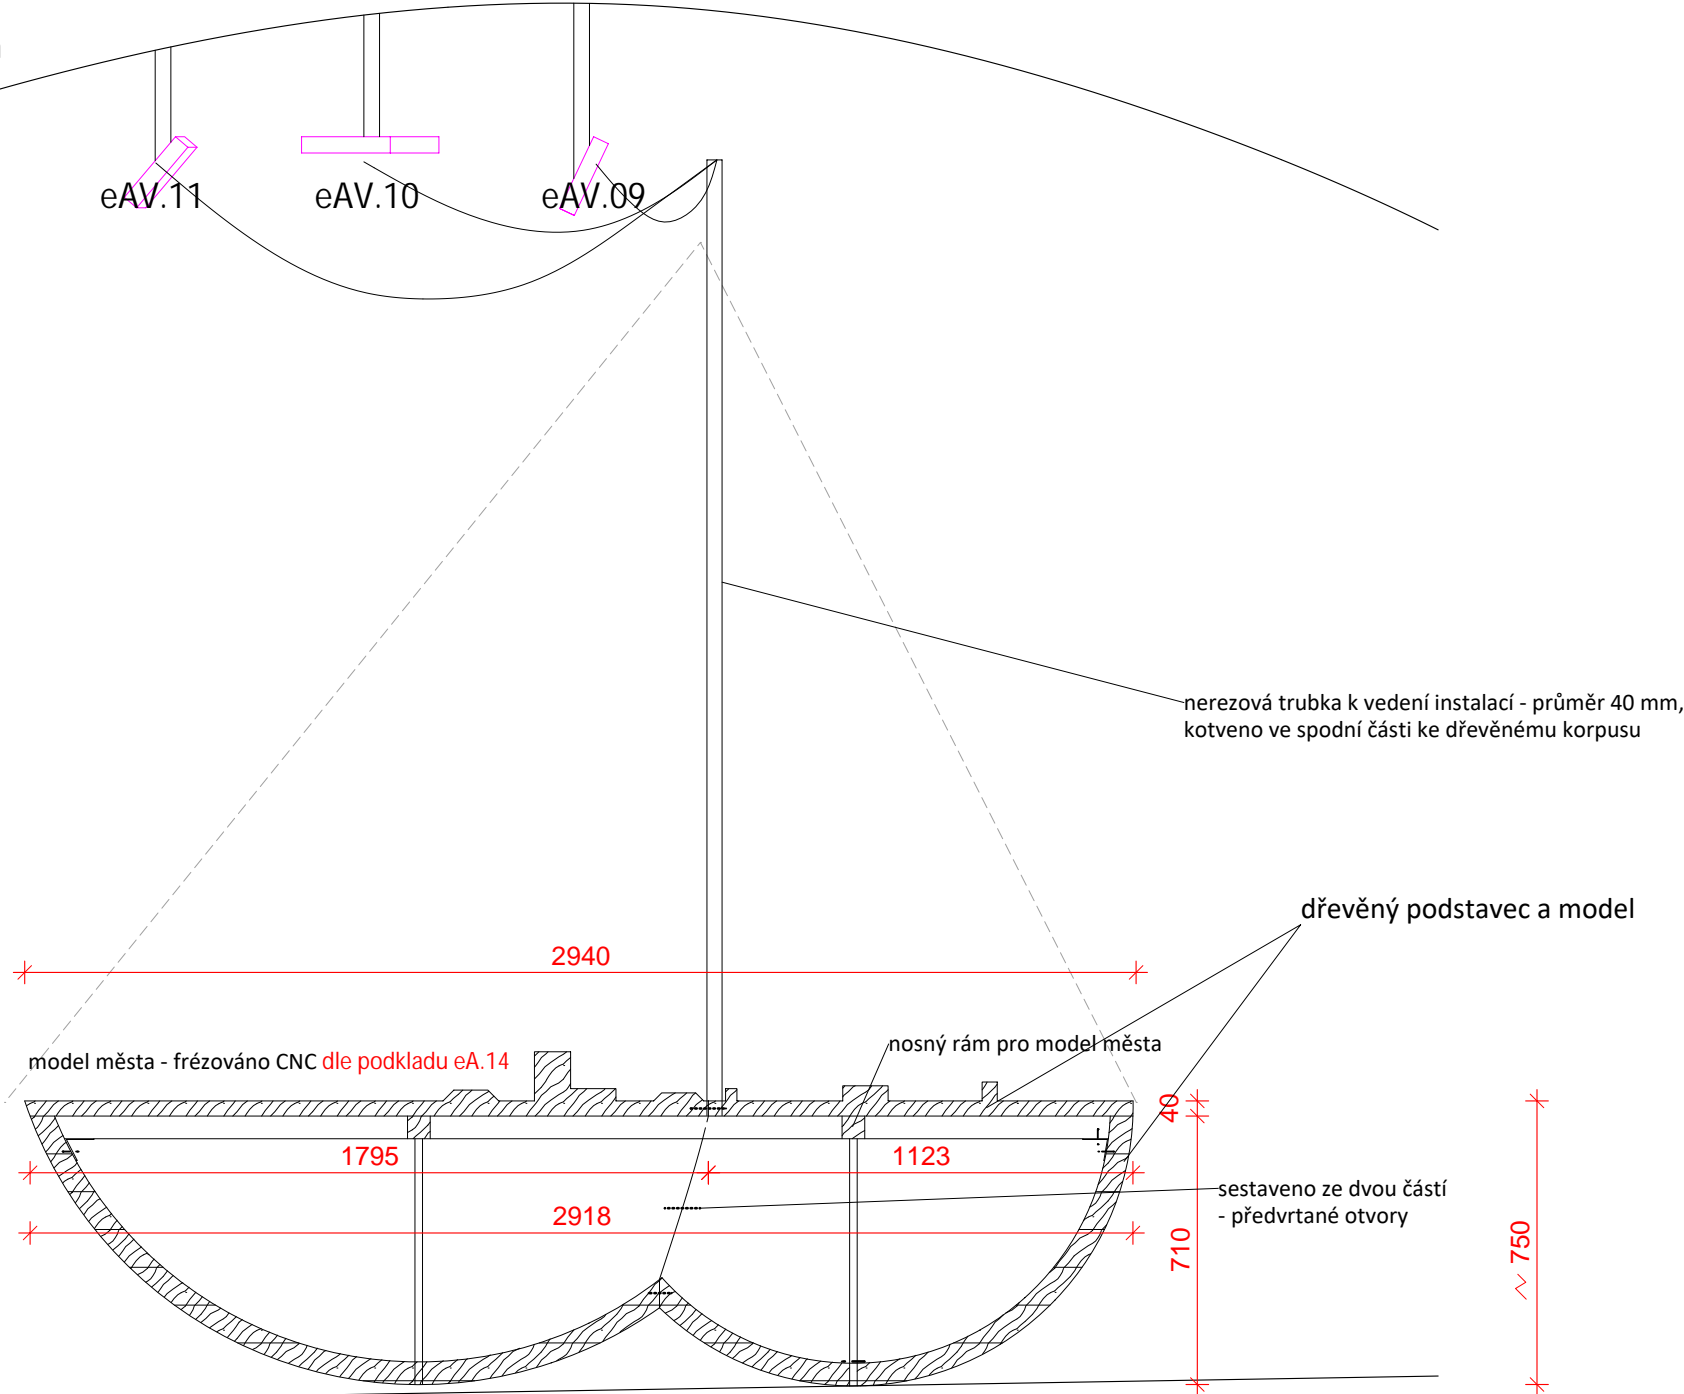 eAV.11
eAV.10
eAV.09
nerezová trubka k vedení instalací - průměr 40 mm,
kotveno ve spodní části ke dřevěnému korpusu
dřevěný podstavec a model
2940
nosný rám pro model města
model města - frézováno CNC dle podkladu eA.14
40
1795
1123
sestaveno ze dvou částí
- předvrtané otvory
2918
710
~ 750